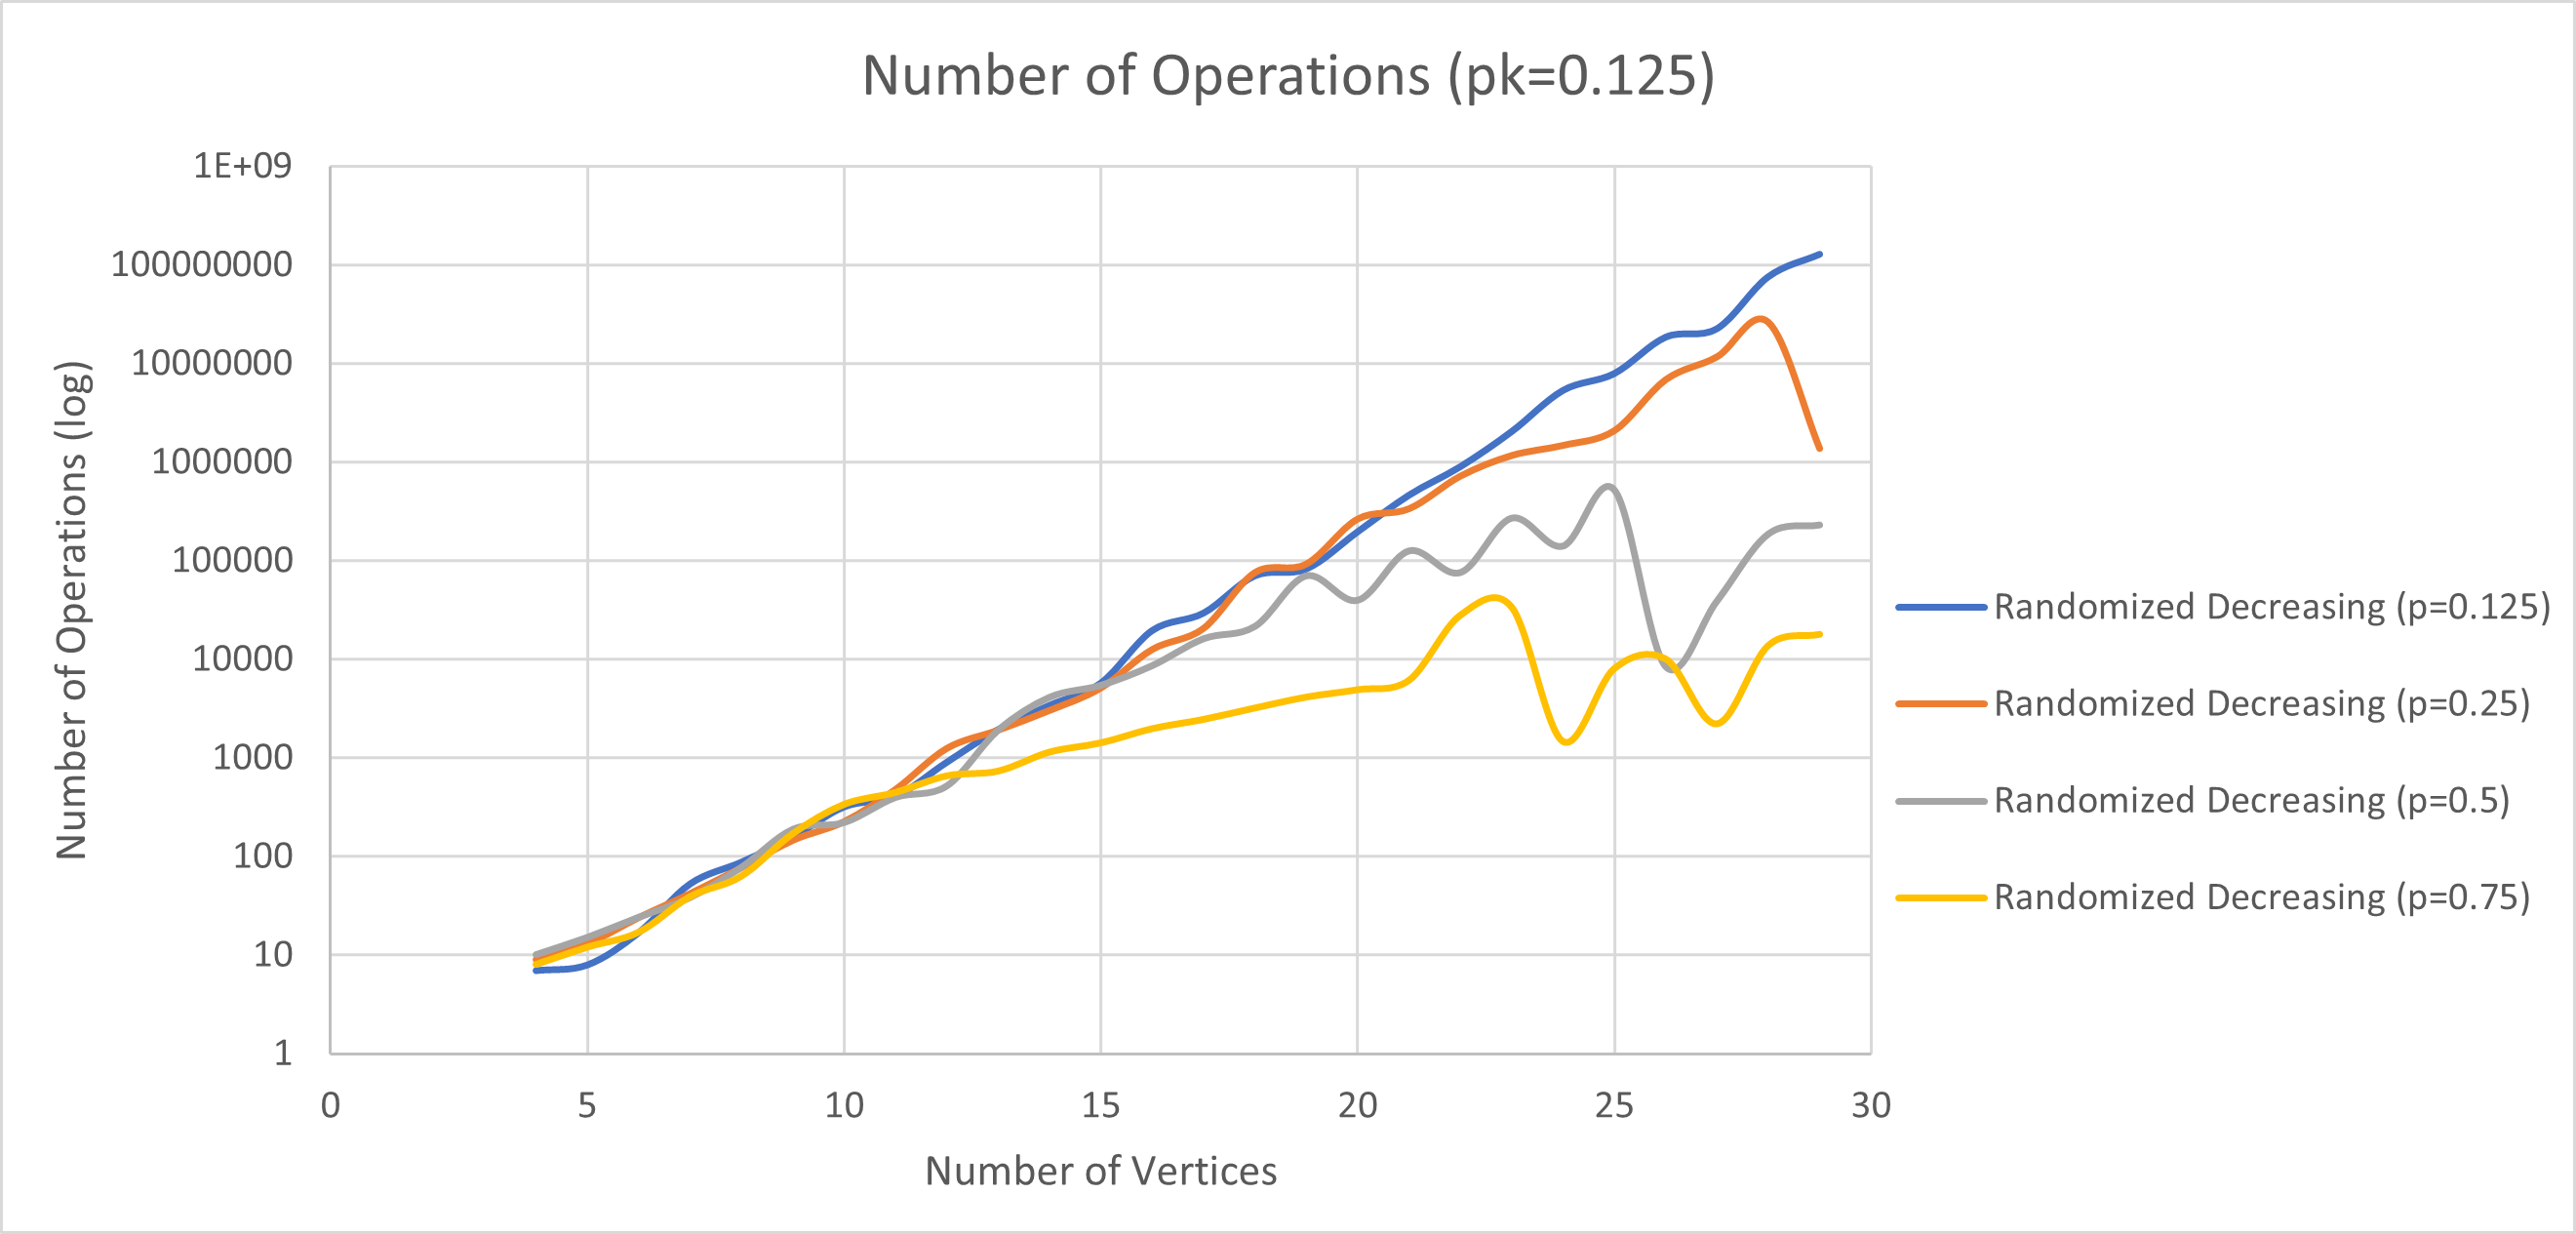 Number of Operations (pk=0.125)
Number of Operations (log)
1E+09
100000000
10000000
1000000
100000
10000
1000
100
10
1
0 5 10 15 20 25 30
Number of Vertices
Randomized Decreasing (p=0.125)
Randomized Decreasing (p=0.25)
Randomized Decreasing (p=0.5)
Randomized Decreasing (p=0.75)